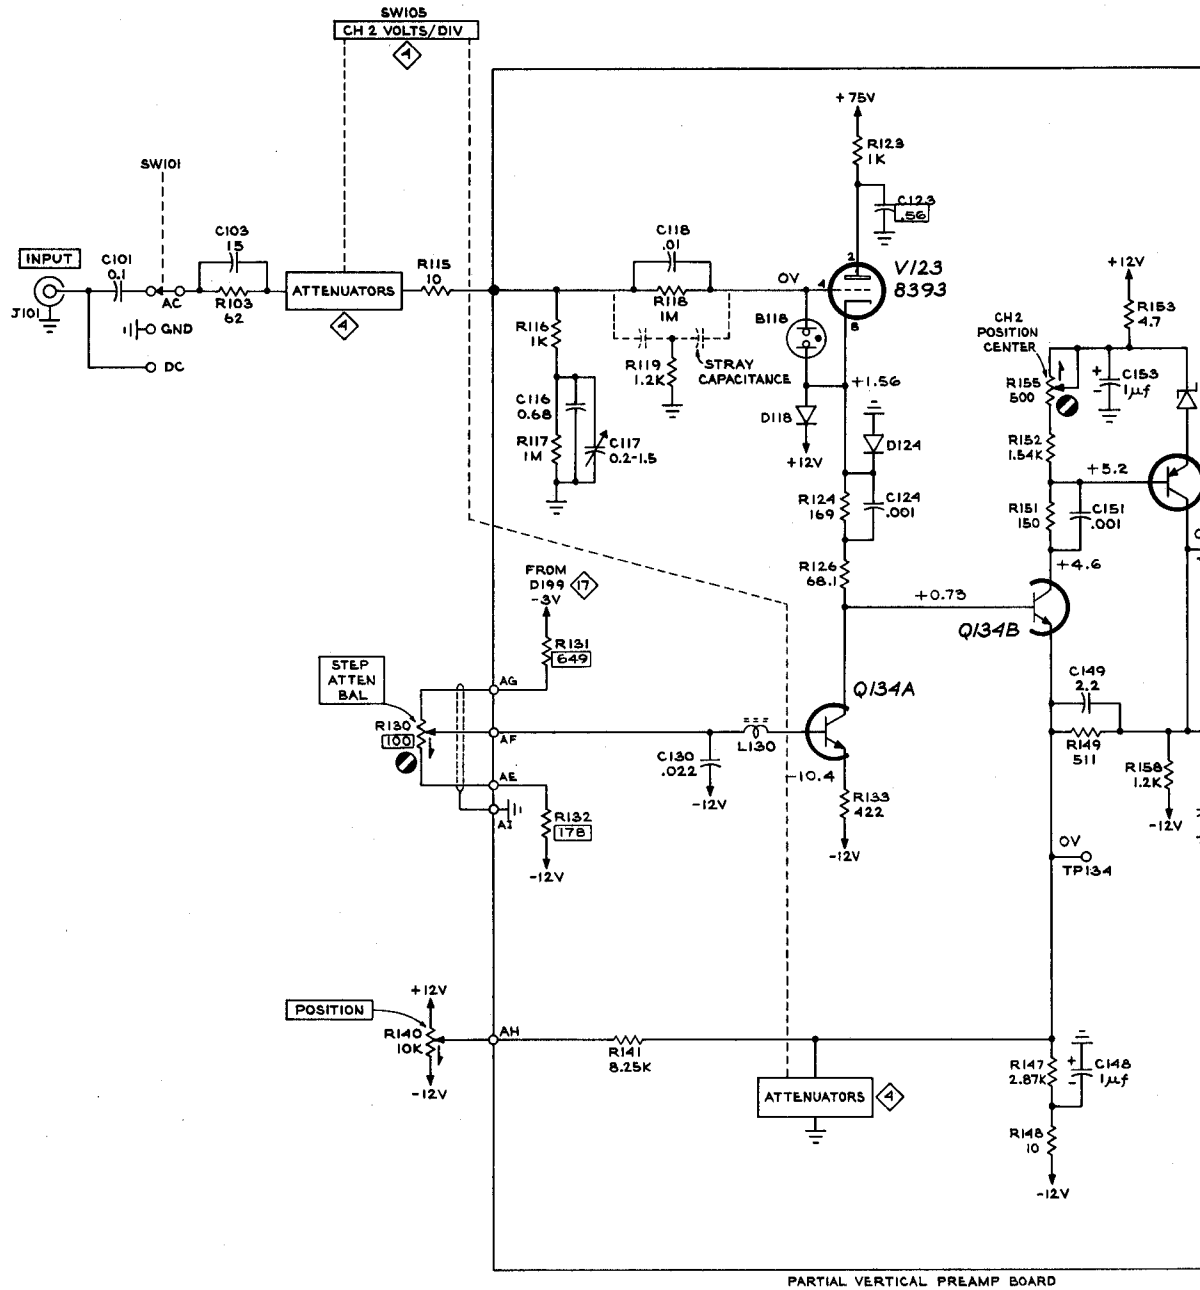 SW105
CH 2 VOLTS/DIV
4
SW101
INPUT
J101
C101
0.1
AC
GND
DC
C103
15
R103
62
ATTENUATORS
4
R115
10
R116
1K
C116
0.68
R117
1M
C117
0.2-1.5
C118
.01
R118
1M
R119
1.2K
STRAY
CAPACITANCE
+75V
R123
1K
C123
.56
2
4
8
0V
V123
8393
B118
+1.56
D118
+12V
D124
R124
169
C124
.001
R126
68.1
+0.73
Q134B
Q134A
+12V
R153
4.7
CH 2
POSITION
CENTER
R155
500
+
-
C153
1µf
R152
1.54K
+5.2
R151
150
C151
.001
+4.6
FROM
D199
17
-3V
R131
649
STEP
ATTEN
BAL
R130
100
AG
AF
AE
AI
R132
178
-12V
C130
.022
-12V
L130
-10.4
R133
422
-12V
C149
2.2
R149
511
R158
1.2K
-12V
0V
TP134
+12V
POSITION
R140
10K
-12V
AH
R141
8.25K
ATTENUATORS
4
R147
2.87K
+
-
C148
1µf
R148
10
-12V
PARTIAL VERTICAL PREAMP BOARD